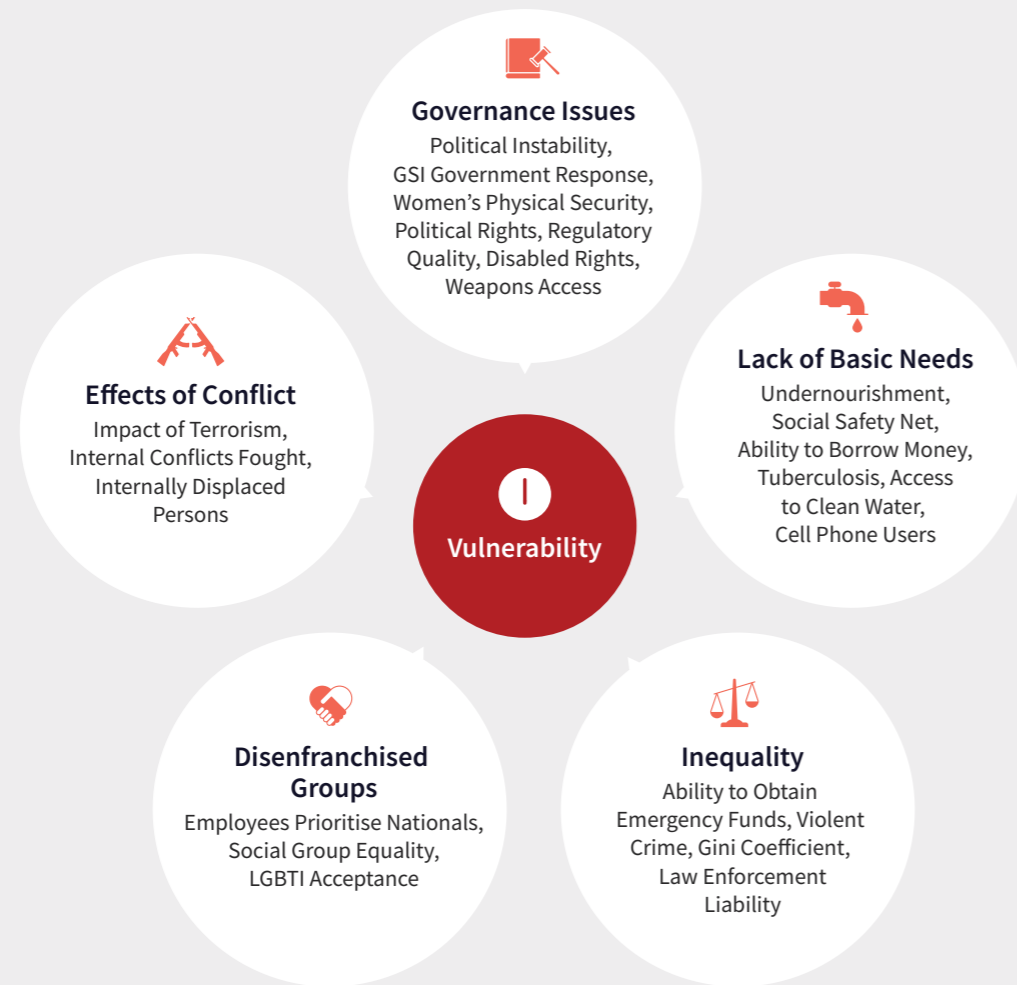 Governance Issues
Political Instability,
GSI Government Response,
Women's Physical Security,
Political Rights, Regulatory
Quality, Disabled Rights,
Weapons Access
Effects of Conflict
Impact of Terrorism,
Internal Conflicts Fought,
Internally Displaced
Persons
Lack of Basic Needs
Undernourishment,
Social Safety Net,
Ability to Borrow Money,
Tuberculosis, Access
to Clean Water,
Cell Phone Users
Vulnerability
Disenfranchised
Groups
Employees Prioritise Nationals,
Social Group Equality,
LGBTI Acceptance
Inequality
Ability to Obtain
Emergency Funds, Violent
Crime, Gini Coefficient,
Law Enforcement
Liability